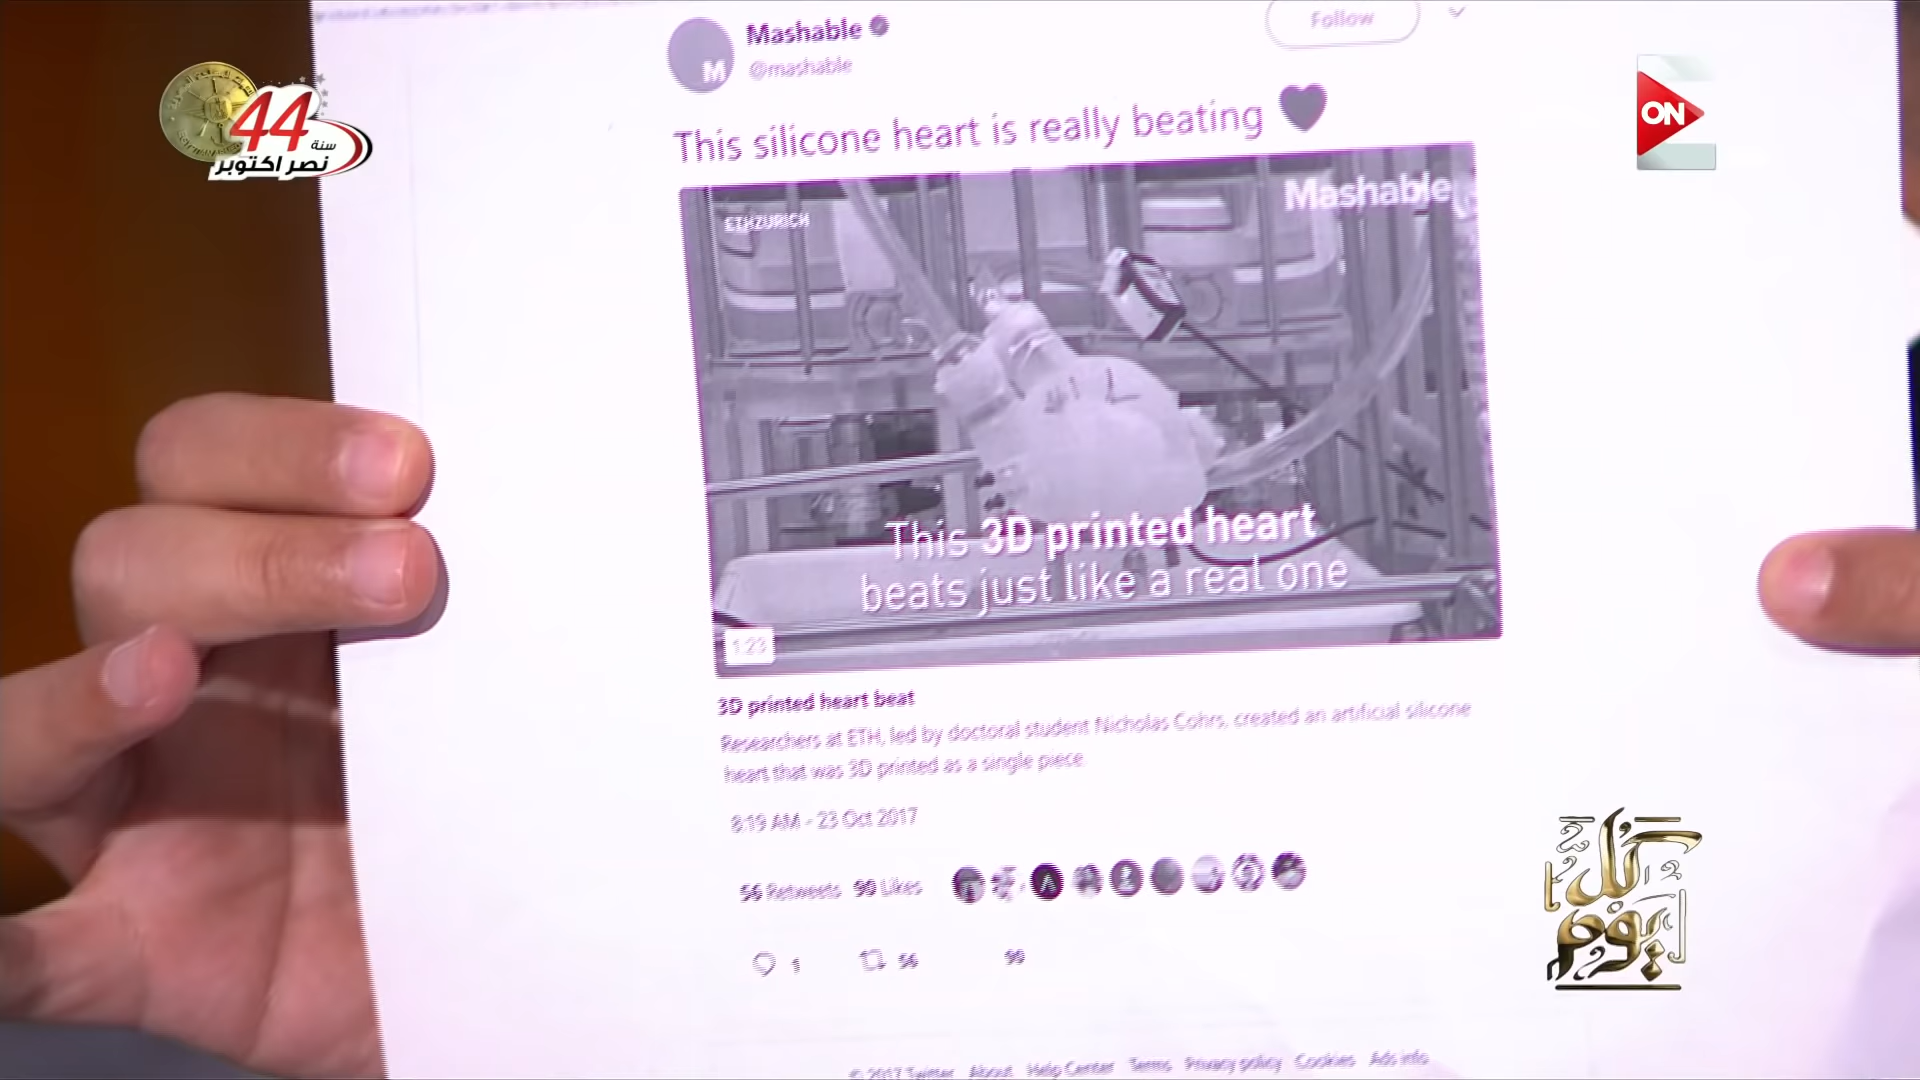 Mashable
@mashable
Follow
This silicone heart is really beating
ETHZURICH
Mashable
This 3D printed heart
beats just like a real one
1:23
3D printed heart beat
Researchers at ETH, led by doctoral student Nicholas Cohrs, created an artificial silicone
heart that was 3D printed as a single piece
8:19 AM - 23 Oct 2017
56 Retweets 90 Likes
1 56 90
© 2017 Twitter About Help Center Terms Privacy policy Cookies Ads info
44
سنة
نصر اكتوبر
ON
كل
يوم